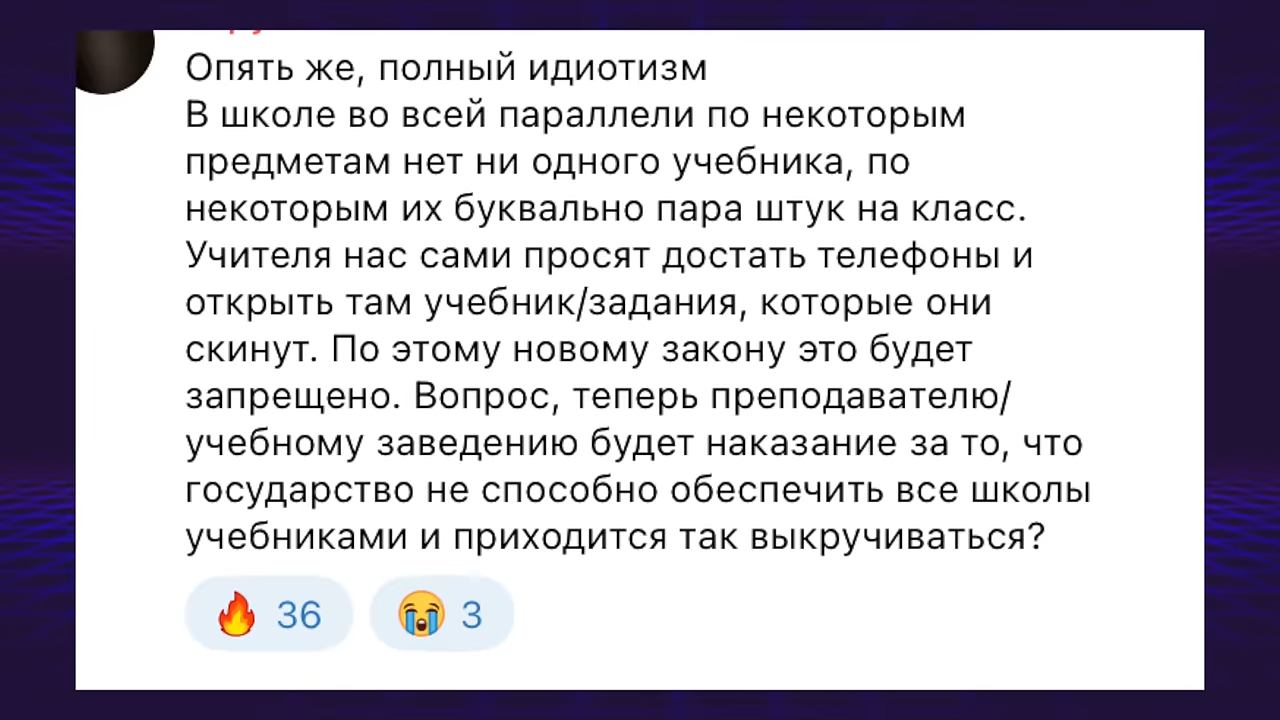 Опять же, полный идиотизм
В школе во всей параллели по некоторым
предметам нет ни одного учебника, по
некоторым их буквально пара штук на класс.
Учителя нас сами просят достать телефоны и
открыть там учебник/задания, которые они
скинут. По этому новому закону это будет
запрещено. Вопрос, теперь преподавателю/
учебному заведению будет наказание за то, что
государство не способно обеспечить все школы
учебниками и приходится так выкручиваться?
🔥 36 😭 3